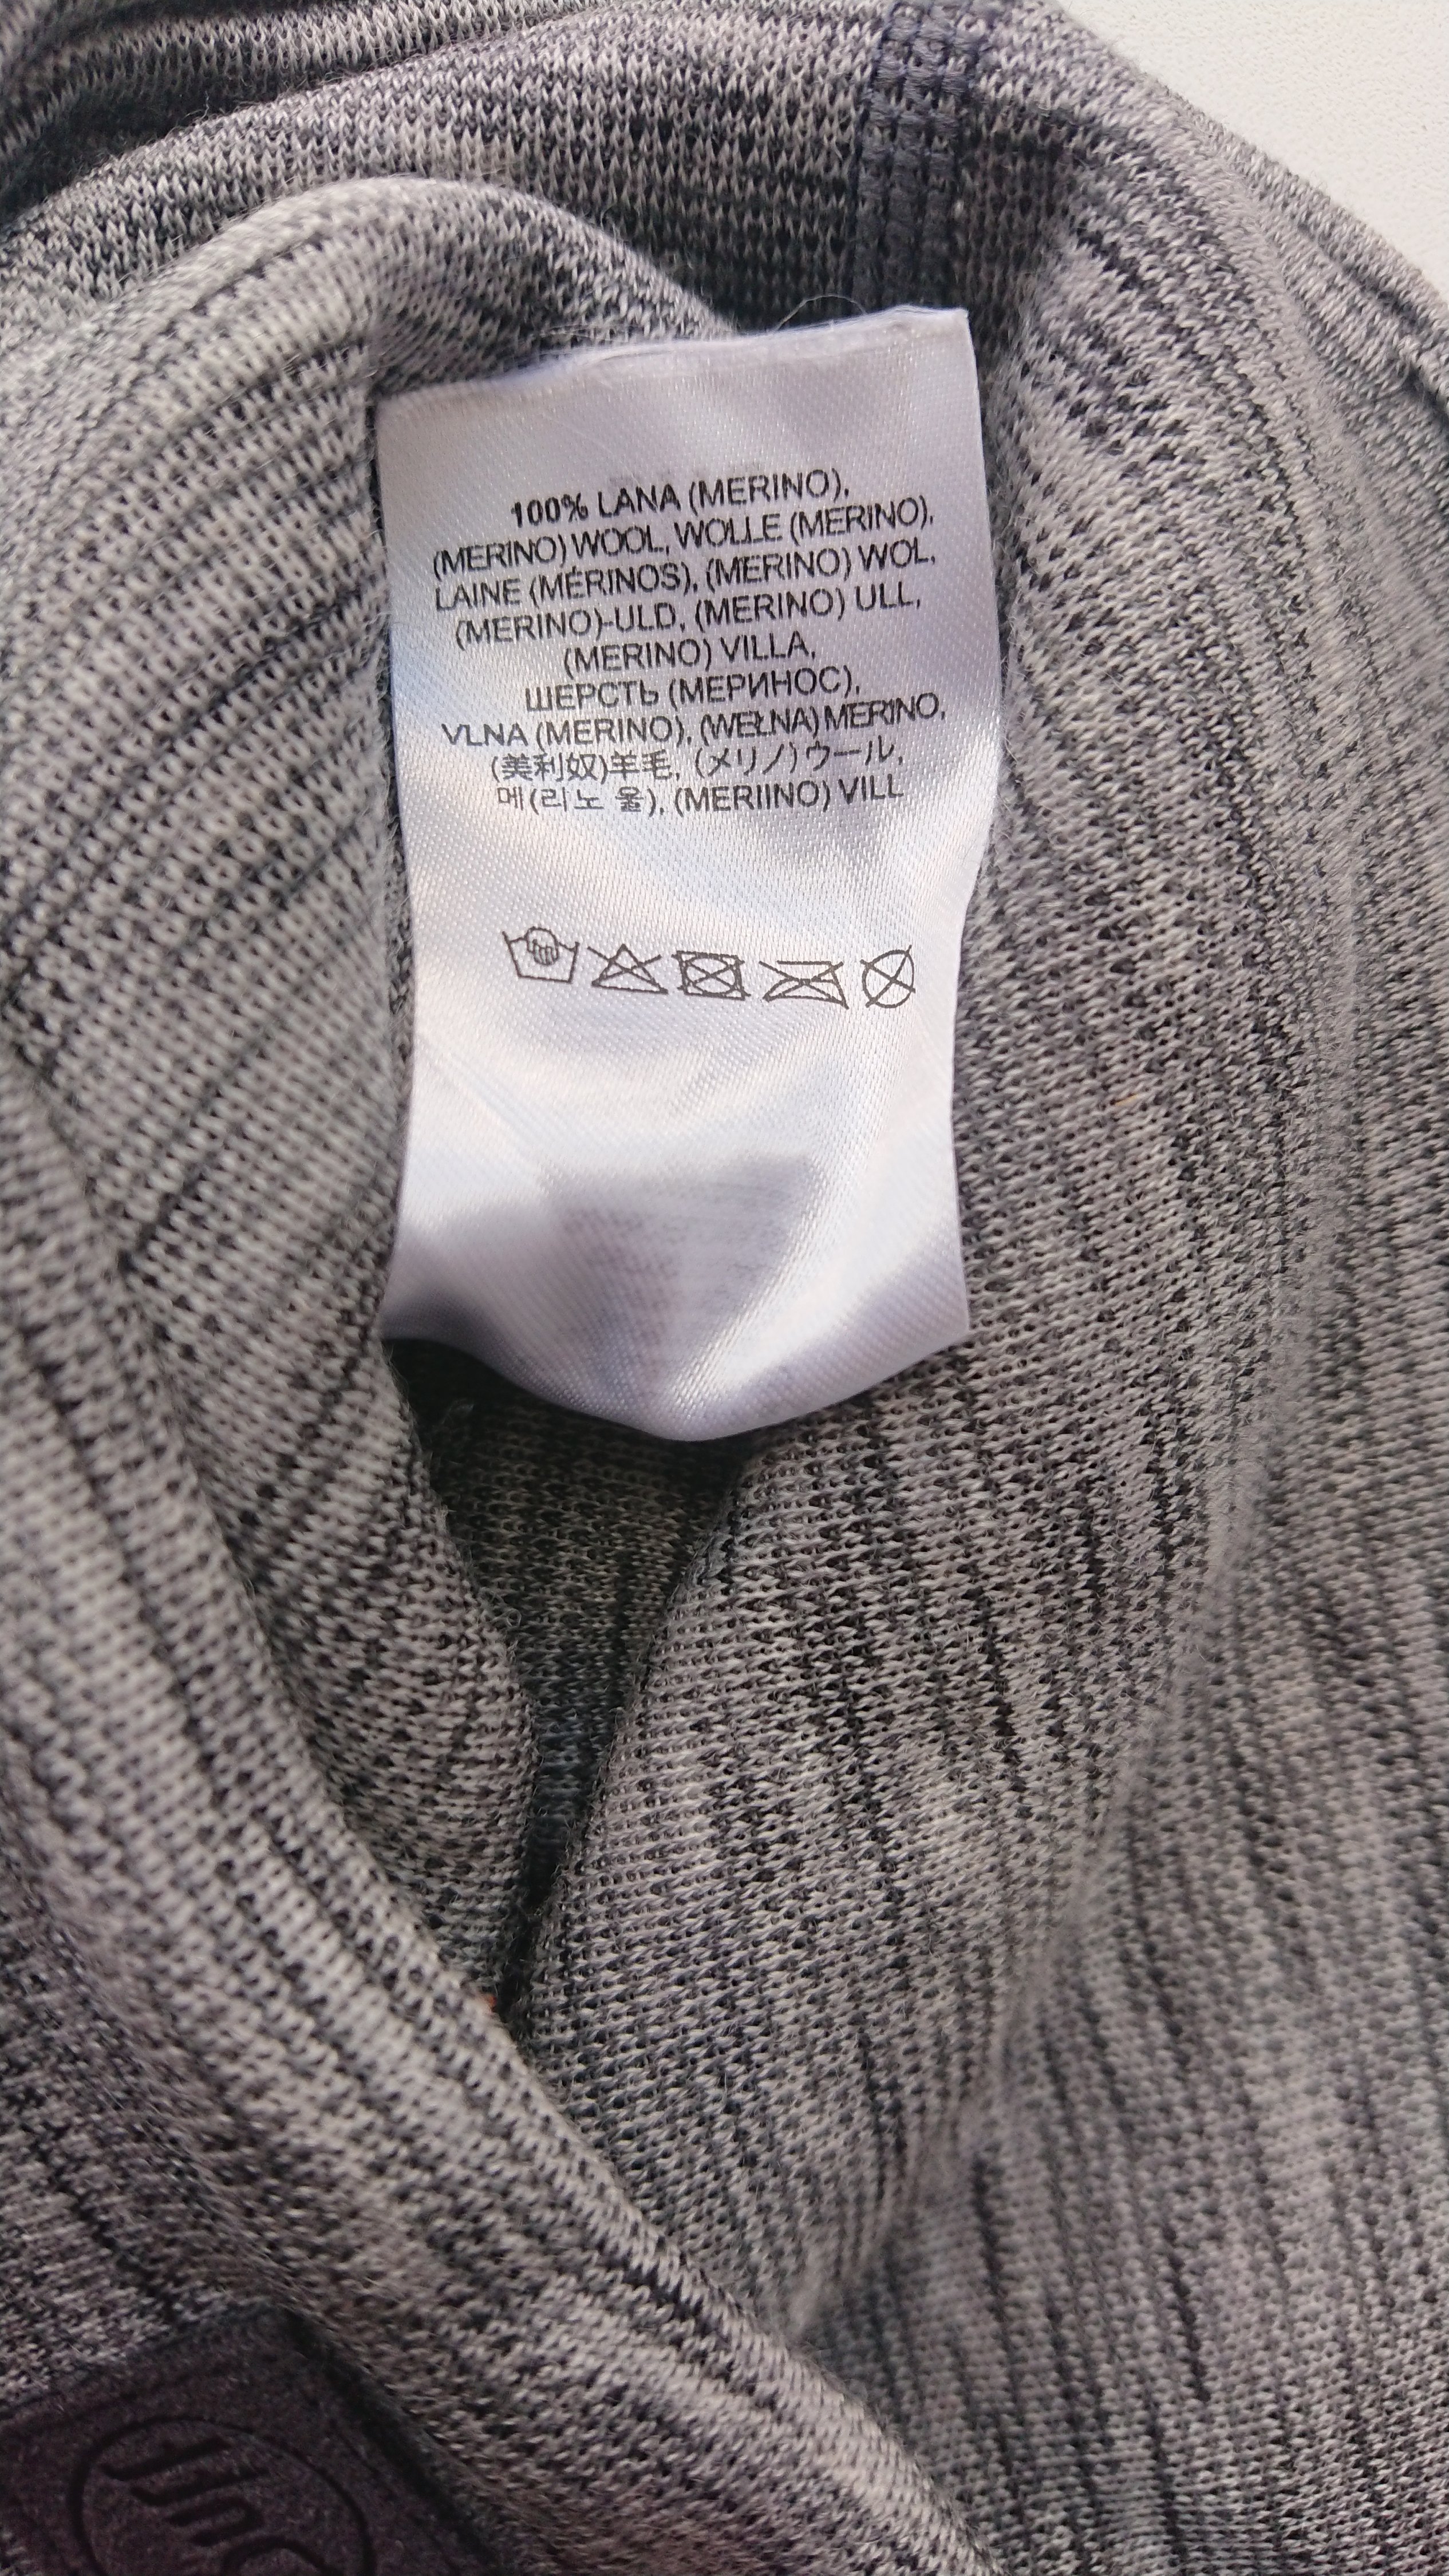 100% LANA (MERINO),
(MERINO) WOOL, WOLLE (MERINO),
LAINE (MÉRINOS), (MERINO) WOL,
(MERINO)-ULD, (MERINO) ULL,
(MERINO) VILLA,
ШЕРСТЬ (МЕРИНОС),
VLNA (MERINO), (WEŁNA) MERINO,
(美利奴)羊毛, (メリノ)ウール,
메(리노 울), (MERIINO) VILL